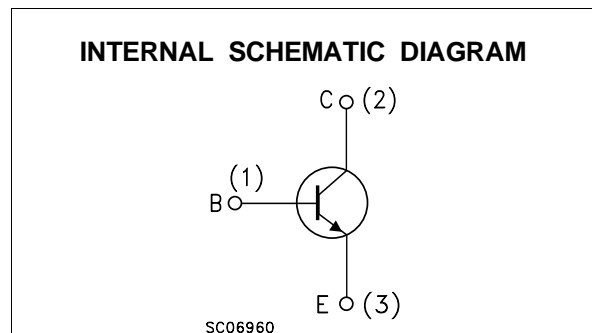 INTERNAL SCHEMATIC DIAGRAM
C (2)
(1)
B
E (3)
SC06960